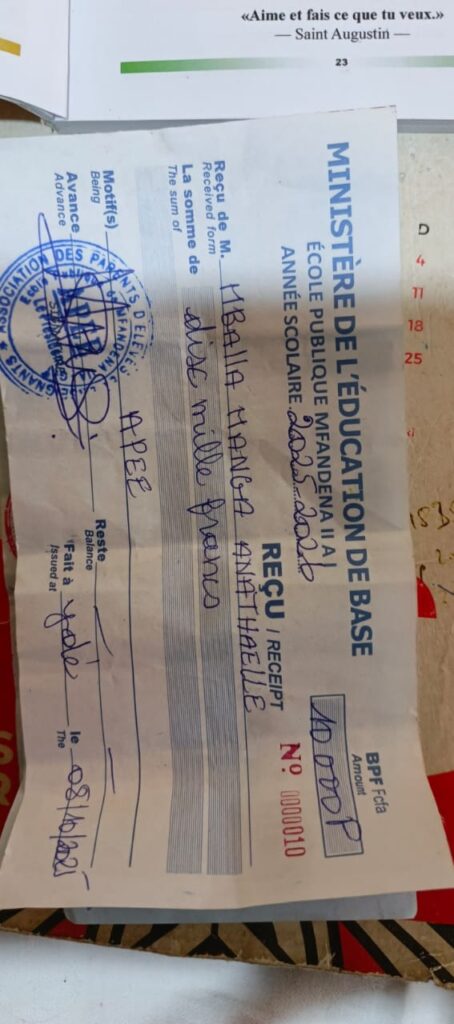 «Aime et fais ce que tu veux.»
— Saint Augustin —
23
MINISTÈRE DE L'ÉDUCATION DE BASE
ÉCOLE PUBLIQUE MFANDENA II A I
ANNÉE SCOLAIRE 2025-2026
BPF Fcfa 10 000 F
Amount
REÇU / RECEIPT Nº 0000010
Reçu de M. MBALLA MANGA ANATHAELLE
Received form
La somme de disc mille francs
The sum of
Motif(s) APEE
Being
Avance Reste
Advance Balance
Fait à Ydé le 08/10/2025
Issued at The
ASSOCIATION DES PARENTS D'ELEVES
D
4
11
18
25